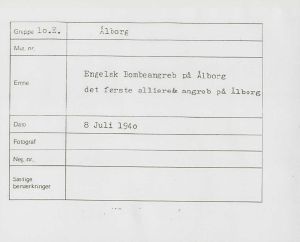 Gruppe 10.E. Ålborg
Mus. nr.
Engelsk Bombeangreb på Ålborg
Emne
det første allierede angreb på Ålborg
Dato 8 Juli 1940
Fotograf
Neg. nr.
Særlige
bemærkninger